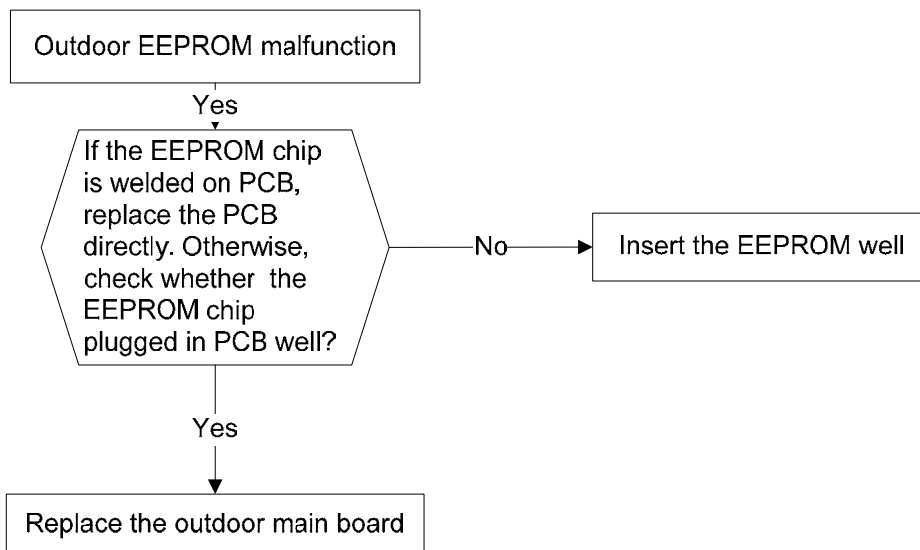 Outdoor EEPROM malfunction
Yes
If the EEPROM chip
is welded on PCB,
replace the PCB
directly. Otherwise,
check whether the
EEPROM chip
plugged in PCB well?
No
Insert the EEPROM well
Yes
Replace the outdoor main board